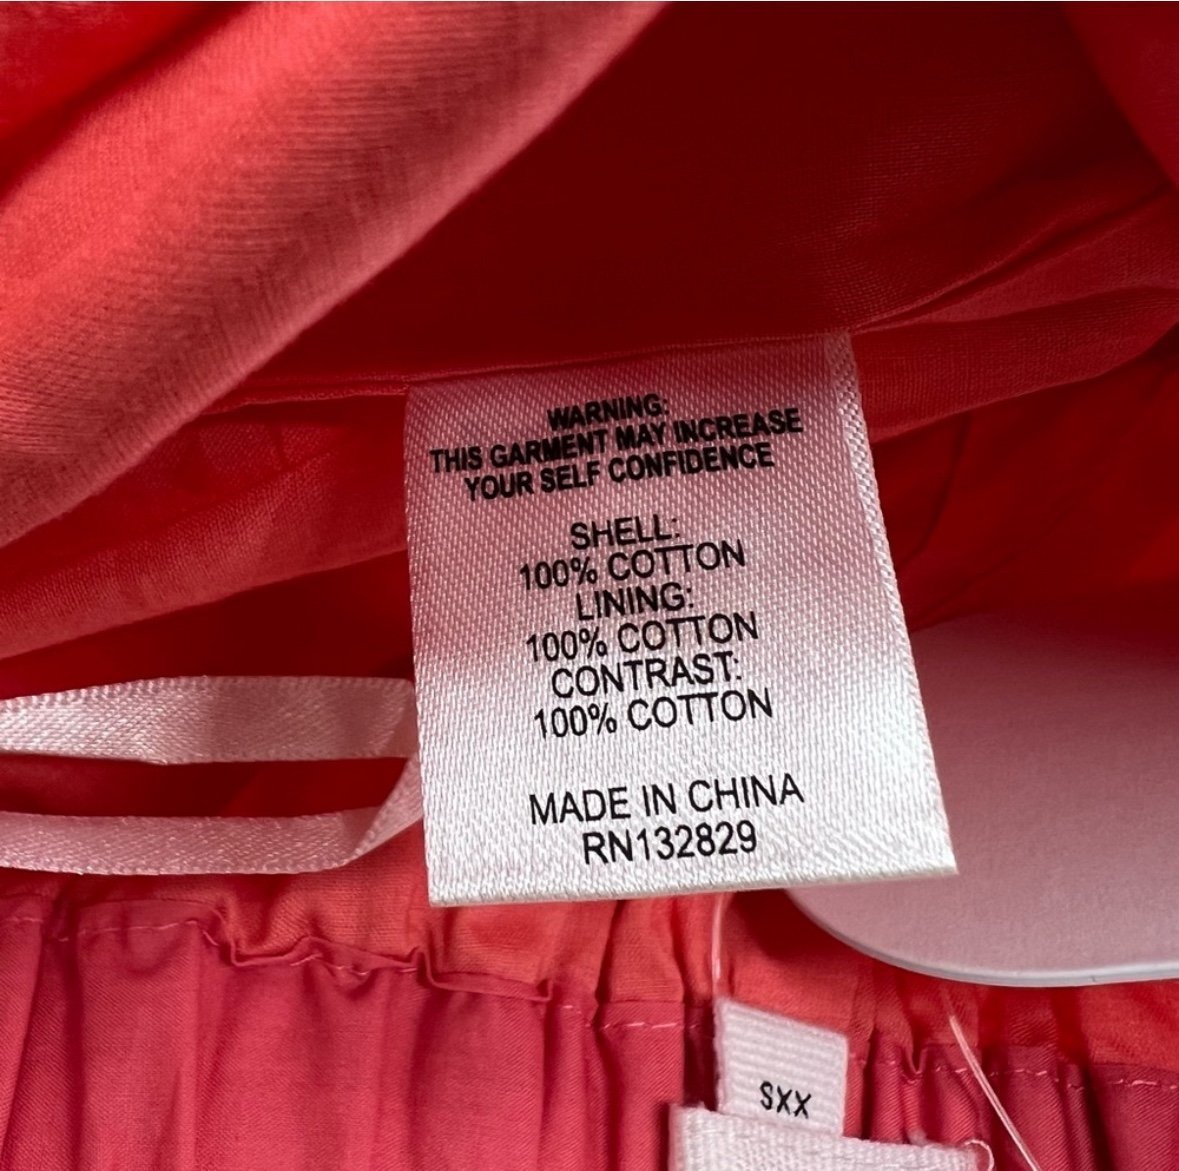 WARNING:
THIS GARMENT MAY INCREASE
YOUR SELF CONFIDENCE
SHELL:
100% COTTON
LINING:
100% COTTON
CONTRAST:
100% COTTON
MADE IN CHINA
RN132829
SXX